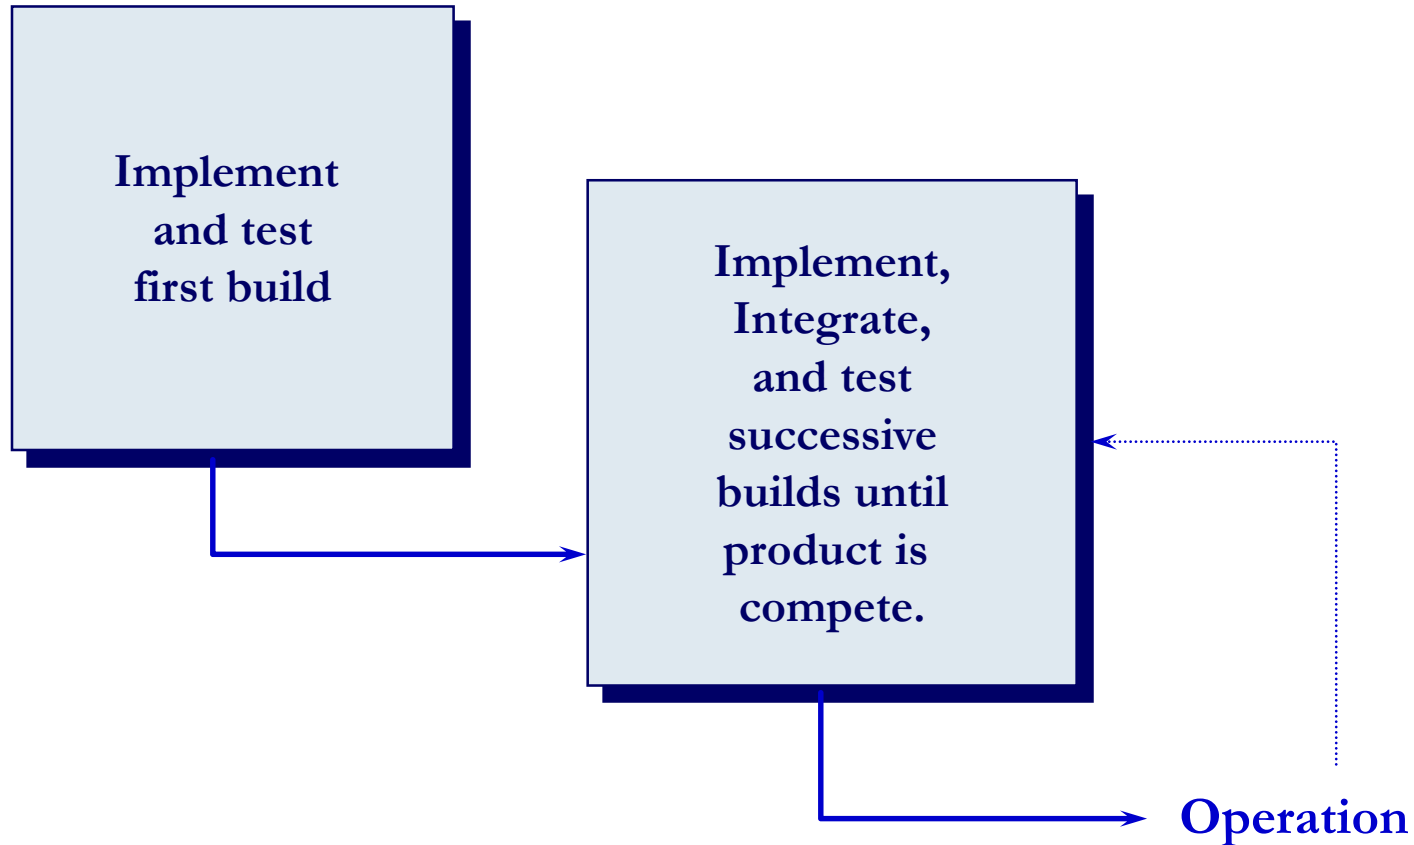 Implement
and test
first build
Implement,
Integrate,
and test
successive
builds until
product is
compete.
Operation